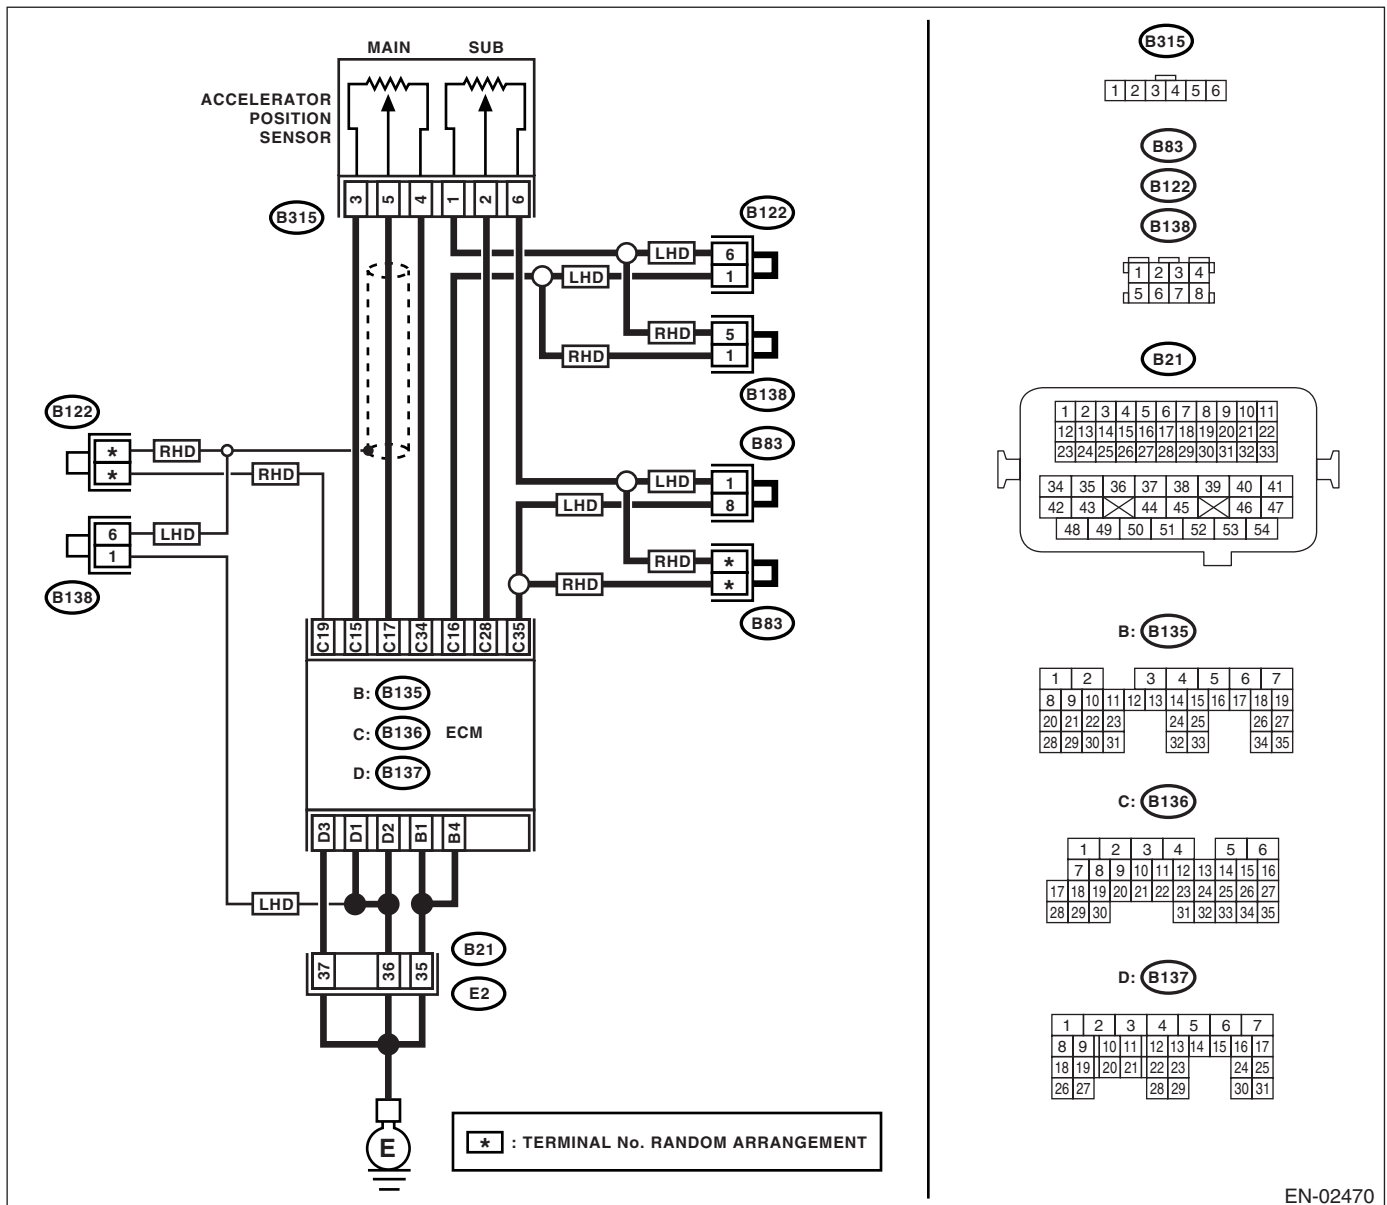 MAIN SUB
ACCELERATOR
POSITION
SENSOR
3 5 4 1 2 6
B315
B122
LHD 6
LHD 1
RHD 5
RHD 1
B138
B122
* RHD
* RHD
6 LHD
1
B138
B83
LHD 1
LHD 8
RHD *
RHD *
B83
C19 C15 C17 C34 C16 C28 C35
B: B135
C: B136 ECM
D: B137
D3 D1 D2 B1 B4
LHD
B21
37 36 35
E2
E
* : TERMINAL No. RANDOM ARRANGEMENT
B315
1 2 3 4 5 6
B83
B122
B138
1 2 3 4
5 6 7 8
B21
1 2 3 4 5 6 7 8 9 10 11
12 13 14 15 16 17 18 19 20 21 22
23 24 25 26 27 28 29 30 31 32 33
34 35 36 37 38 39 40 41
42 43 44 45 46 47
48 49 50 51 52 53 54
B: B135
1 2 3 4 5 6 7
8 9 10 11 12 13 14 15 16 17 18 19
20 21 22 23 24 25 26 27
28 29 30 31 32 33 34 35
C: B136
1 2 3 4 5 6
7 8 9 10 11 12 13 14 15 16
17 18 19 20 21 22 23 24 25 26 27
28 29 30 31 32 33 34 35
D: B137
1 2 3 4 5 6 7
8 9 10 11 12 13 14 15 16 17
18 19 20 21 22 23 24 25
26 27 28 29 30 31
EN-02470